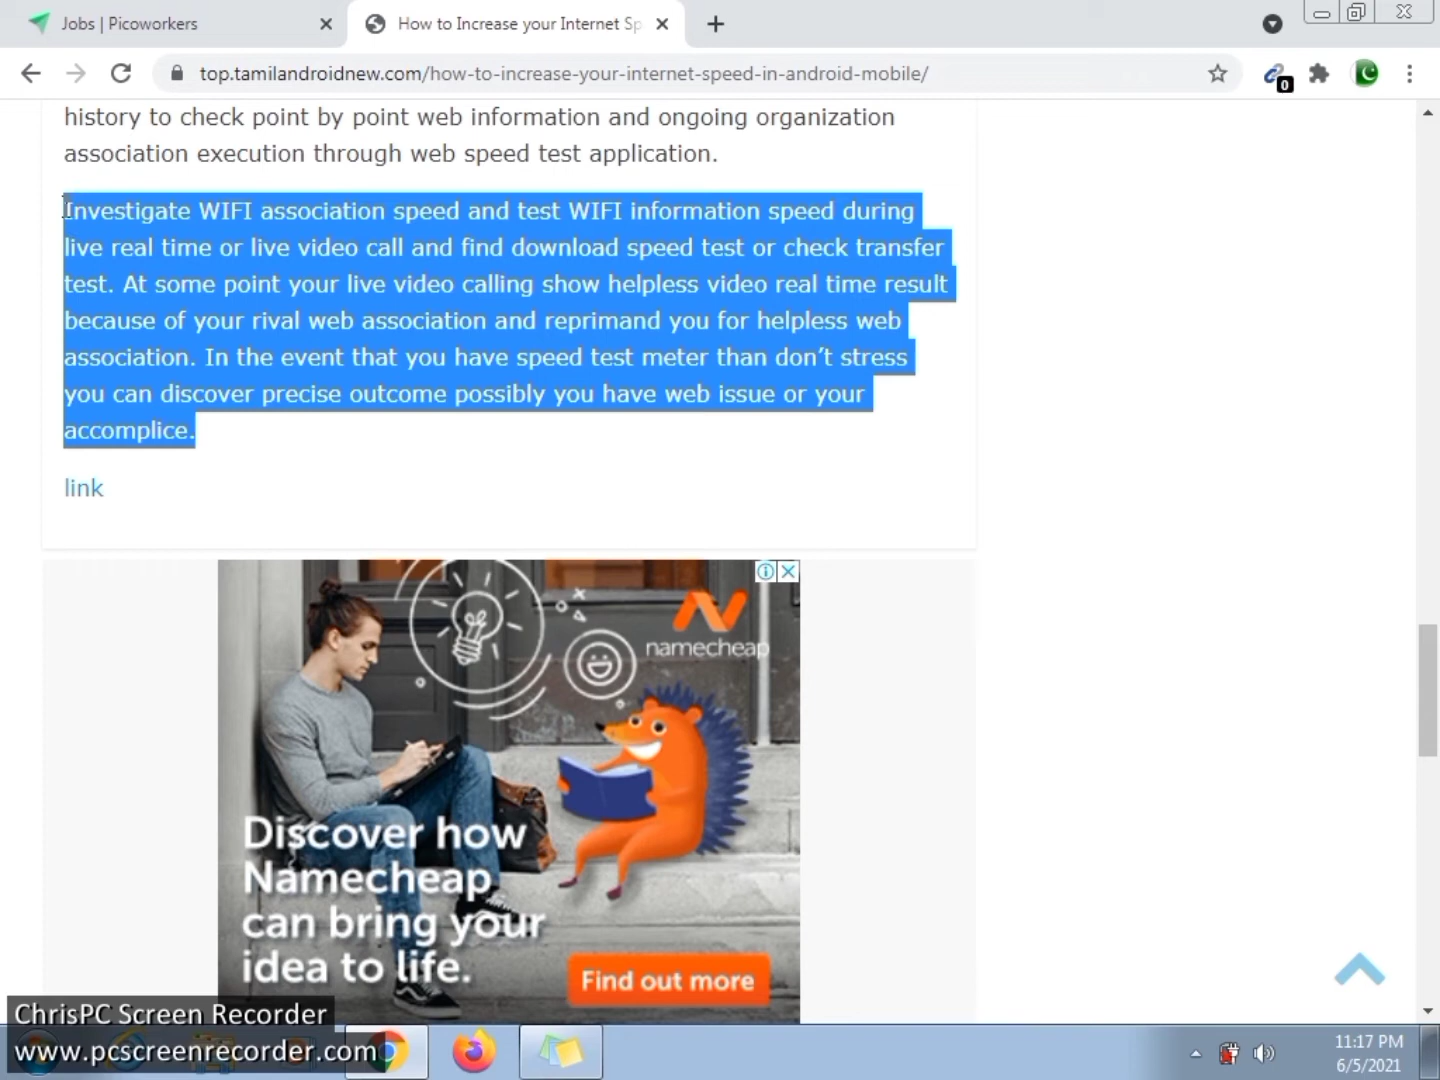 Jobs | Picoworkers
How to Increase your Internet Sp
top.tamilandroidnew.com/how-to-increase-your-internet-speed-in-android-mobile/
0
history to check point by point web information and ongoing organization
association execution through web speed test application.
Investigate WIFI association speed and test WIFI information speed during
live real time or live video call and find download speed test or check transfer
test. At some point your live video calling show helpless video real time result
because of your rival web association and reprimand you for helpless web
association. In the event that you have speed test meter than don’t stress
you can discover precise outcome possibly you have web issue or your
accomplice.
link
namecheap
Discover how
Namecheap
can bring your
idea to life.
Find out more
ChrisPC Screen Recorder
www.pcscreenrecorder.com
11:17 PM
6/5/2021